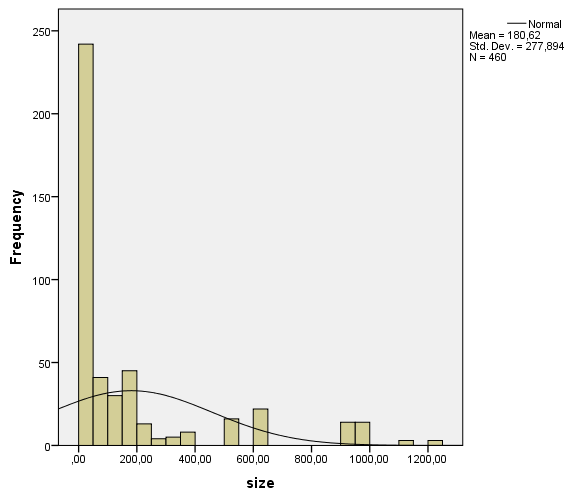 Normal
Mean = 180,62
Std. Dev. = 277,894
N = 460
250
200
150
100
50
0
Frequency
,00 200,00 400,00 600,00 800,00 1000,00 1200,00
size